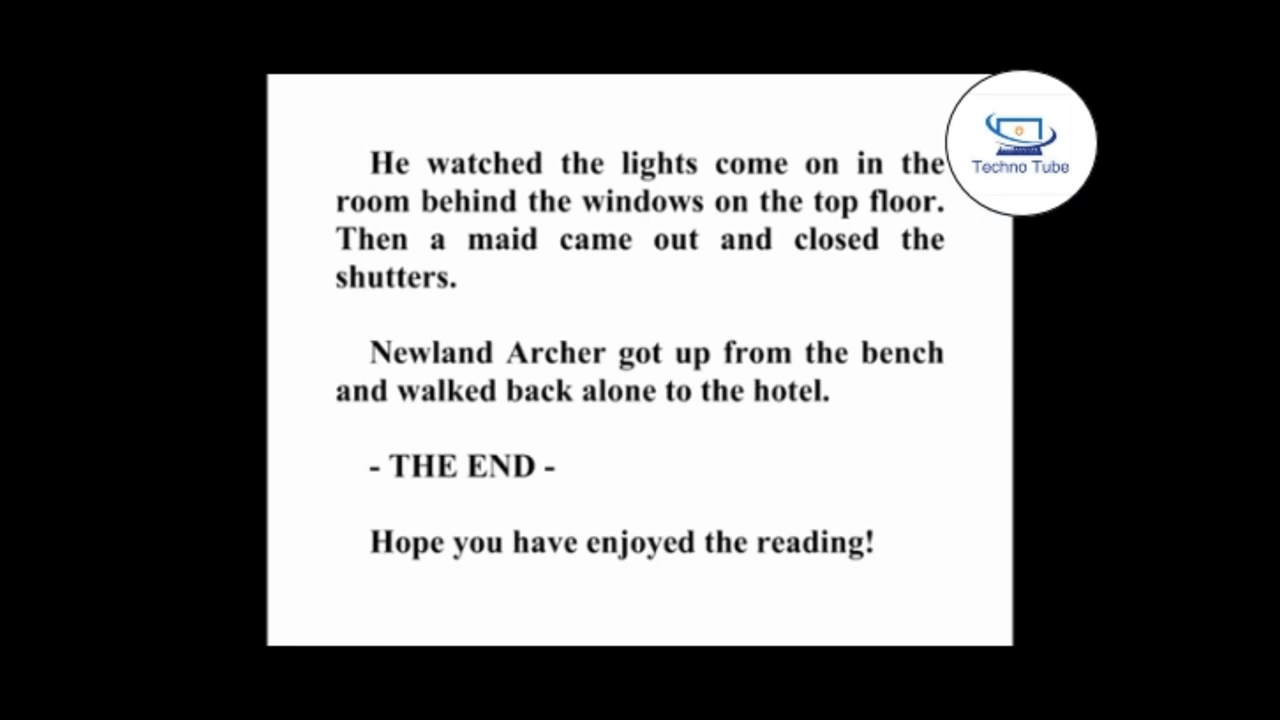 He watched the lights come on in the
room behind the windows on the top floor.
Then a maid came out and closed the
shutters.
Newland Archer got up from the bench
and walked back alone to the hotel.
- THE END -
Hope you have enjoyed the reading!
Techno Tube